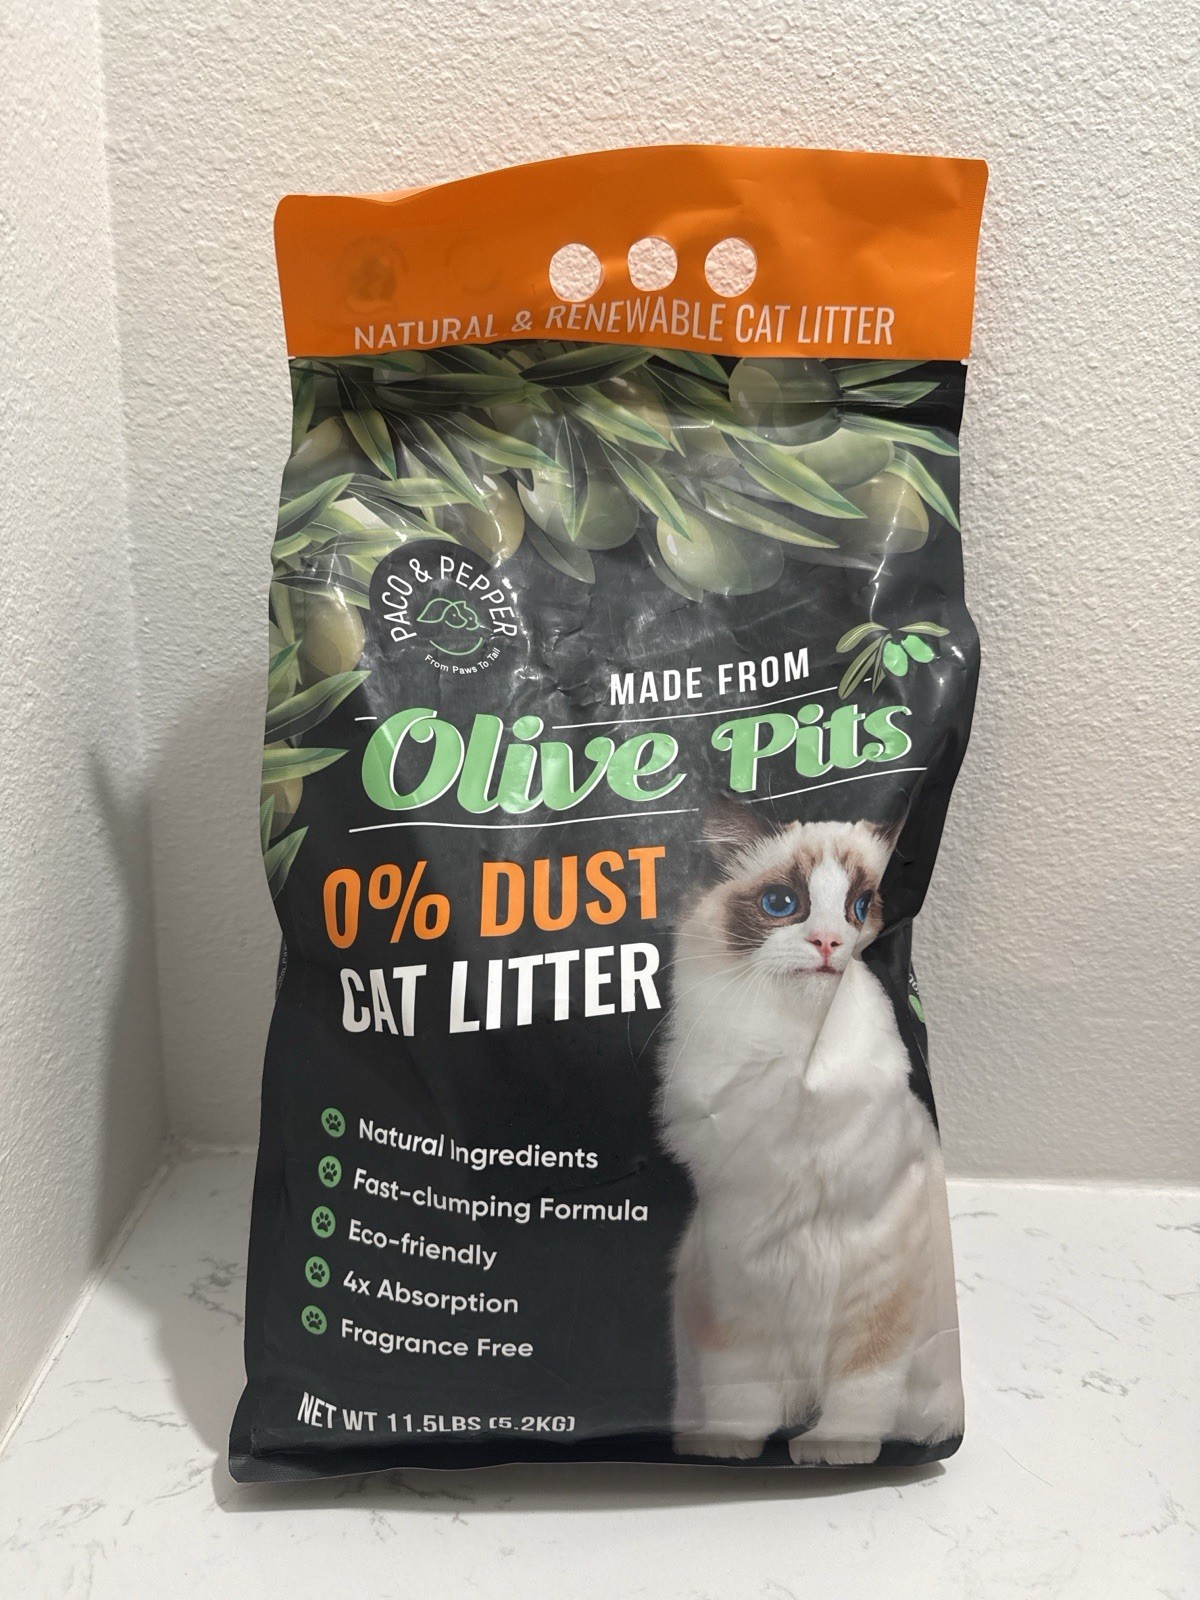 NATURAL & RENEWABLE CAT LITTER
PACO & PEPPER
From Paws To Tail
MADE FROM
Olive Pits
0% DUST
CAT LITTER
Natural Ingredients
Fast-clumping Formula
Eco-friendly
4x Absorption
Fragrance Free
NET WT 11.5LBS (5.2KG)